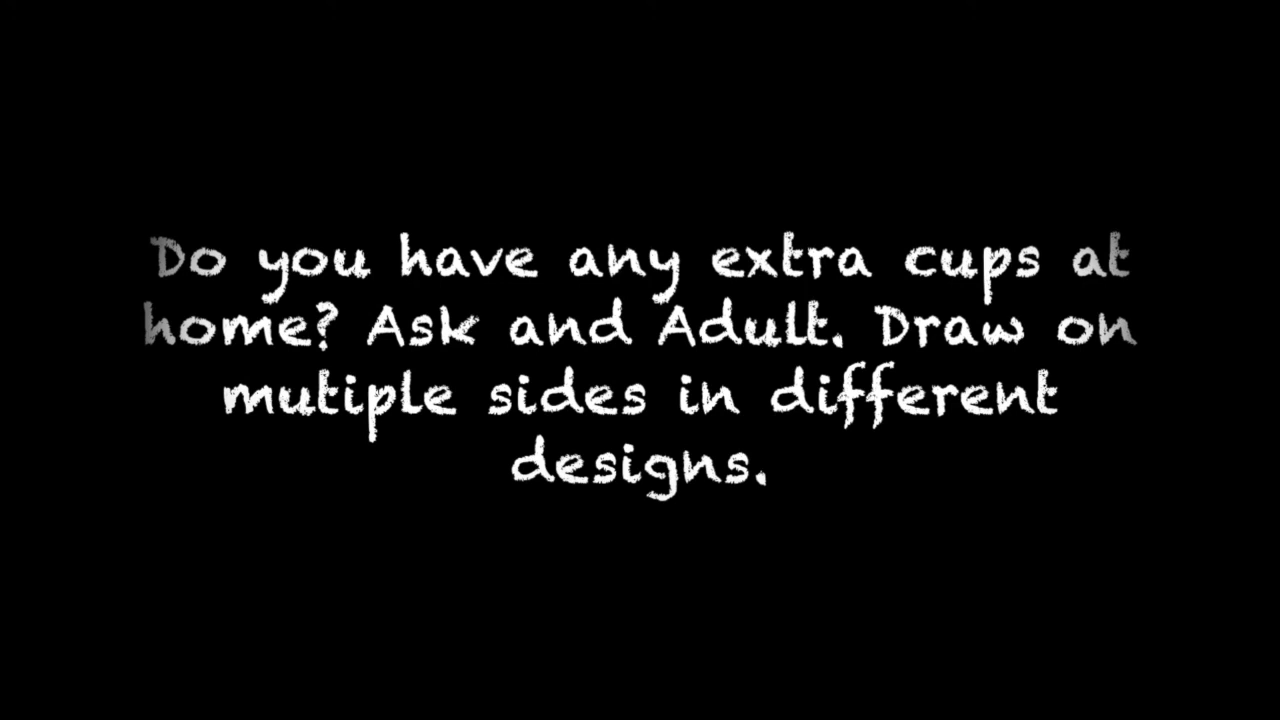 Do you have any extra cups at
home? Ask and Adult. Draw on
mutiple sides in different
designs.